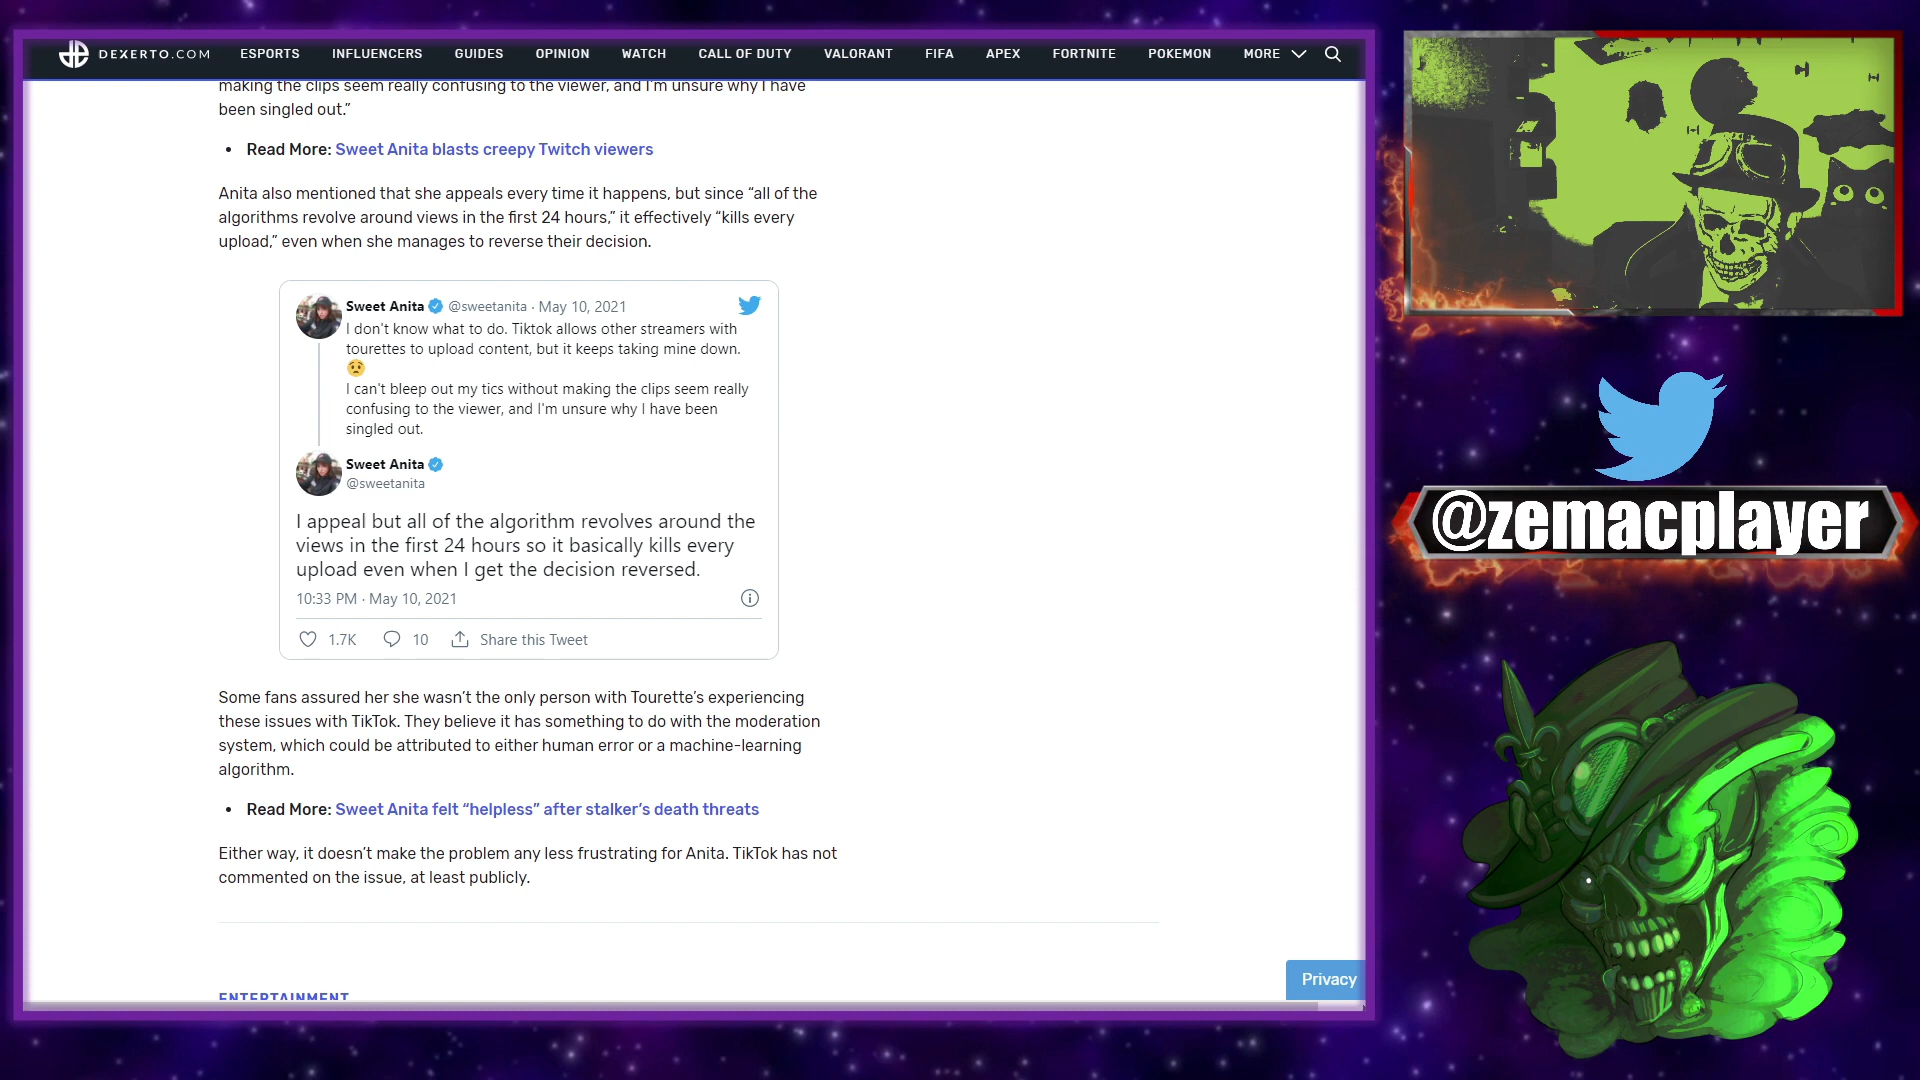 DEXERTO.COM ESPORTS INFLUENCERS GUIDES OPINION WATCH CALL OF DUTY VALORANT FIFA APEX FORTNITE POKEMON MORE
making the clips seem really confusing to the viewer, and I'm unsure why I have
been singled out.”
• Read More: Sweet Anita blasts creepy Twitch viewers
Anita also mentioned that she appeals every time it happens, but since “all of the
algorithms revolve around views in the first 24 hours,” it effectively “kills every
upload,” even when she manages to reverse their decision.
Sweet Anita @sweetanita · May 10, 2021
I don't know what to do. Tiktok allows other streamers with
tourettes to upload content, but it keeps taking mine down.
😟
I can't bleep out my tics without making the clips seem really
confusing to the viewer, and I'm unsure why I have been
singled out.
Sweet Anita
@sweetanita
I appeal but all of the algorithm revolves around the
views in the first 24 hours so it basically kills every
upload even when I get the decision reversed.
10:33 PM · May 10, 2021
1.7K 10 Share this Tweet
Some fans assured her she wasn’t the only person with Tourette’s experiencing
these issues with TikTok. They believe it has something to do with the moderation
system, which could be attributed to either human error or a machine-learning
algorithm.
• Read More: Sweet Anita felt “helpless” after stalker’s death threats
Either way, it doesn’t make the problem any less frustrating for Anita. TikTok has not
commented on the issue, at least publicly.
Privacy
ENTERTAINMENT
@zemacplayer